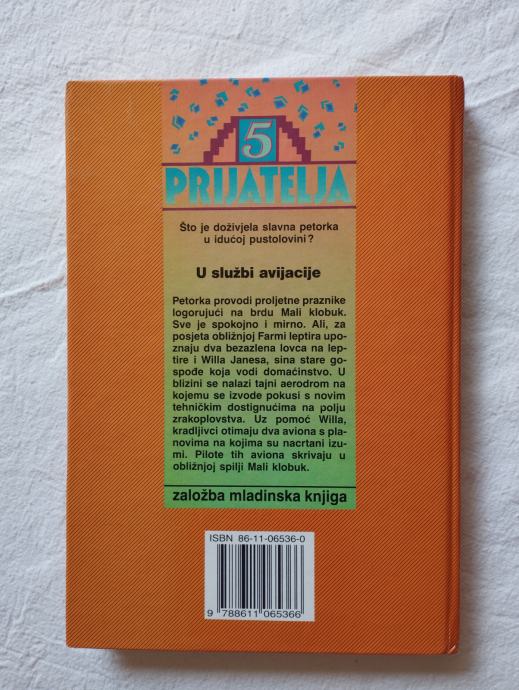 5
PRIJATELJA
Što je doživjela slavna petorka
u idućoj pustolovini?
U službi avijacije
Petorka provodi proljetne praznike
logorujući na brdu Mali klobuk.
Sve je spokojno i mirno. Ali, za
posjeta obližnjoj Farmi leptira upo-
znaju dva bezazlena lovca na lep-
tire i Willa Janesa, sina stare go-
spođe koja vodi domaćinstvo. U
blizini se nalazi tajni aerodrom na
kojemu se izvode pokusi s novim
tehničkim dostignućima na polju
zrakoplovstva. Uz pomoć Willa,
kradljivci otimaju dva aviona s pla-
novima na kojima su nacrtani izu-
mi. Pilote tih aviona skrivaju u
obližnjoj spilji Mali klobuk.
založba mladinska knjiga
ISBN 86-11-06536-0
9 788611 065366